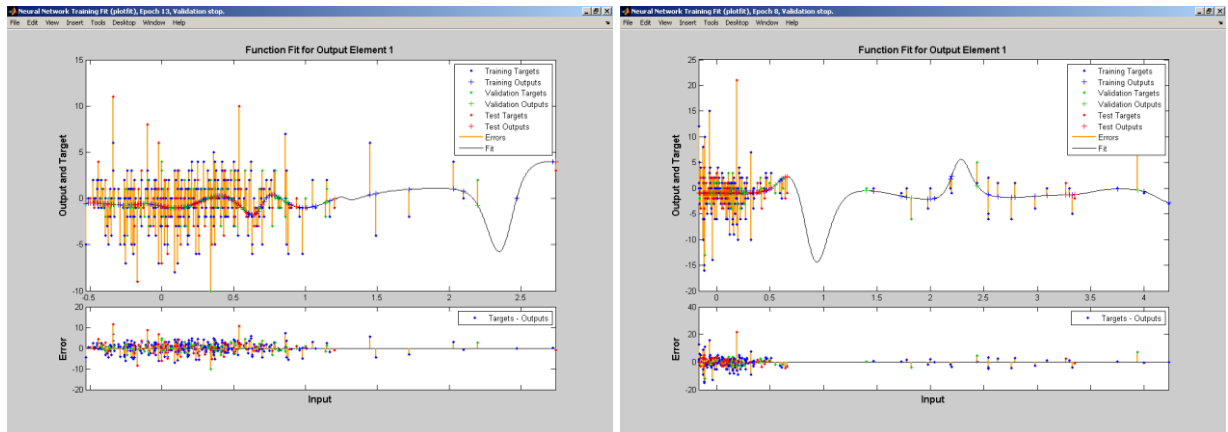 Neural Network Training Fit (plotfit), Epoch 13, Validation stop.
File Edit View Insert Tools Desktop Window Help
Function Fit for Output Element 1
15
10
5
0
-5
-10
Output and Target
Training Targets
Training Outputs
Validation Targets
Validation Outputs
Test Targets
Test Outputs
Errors
Fit
-0.5 0 0.5 1 1.5 2 2.5
20
10
0
-10
-20
Error
Targets - Outputs
Input
Neural Network Training Fit (plotfit), Epoch 8, Validation stop.
File Edit View Insert Tools Desktop Window Help
Function Fit for Output Element 1
25
20
15
10
5
0
-5
-10
-15
-20
Output and Target
Training Targets
Training Outputs
Validation Targets
Validation Outputs
Test Targets
Test Outputs
Errors
Fit
0 0.5 1 1.5 2 2.5 3 3.5 4
40
20
0
-20
Error
Targets - Outputs
Input